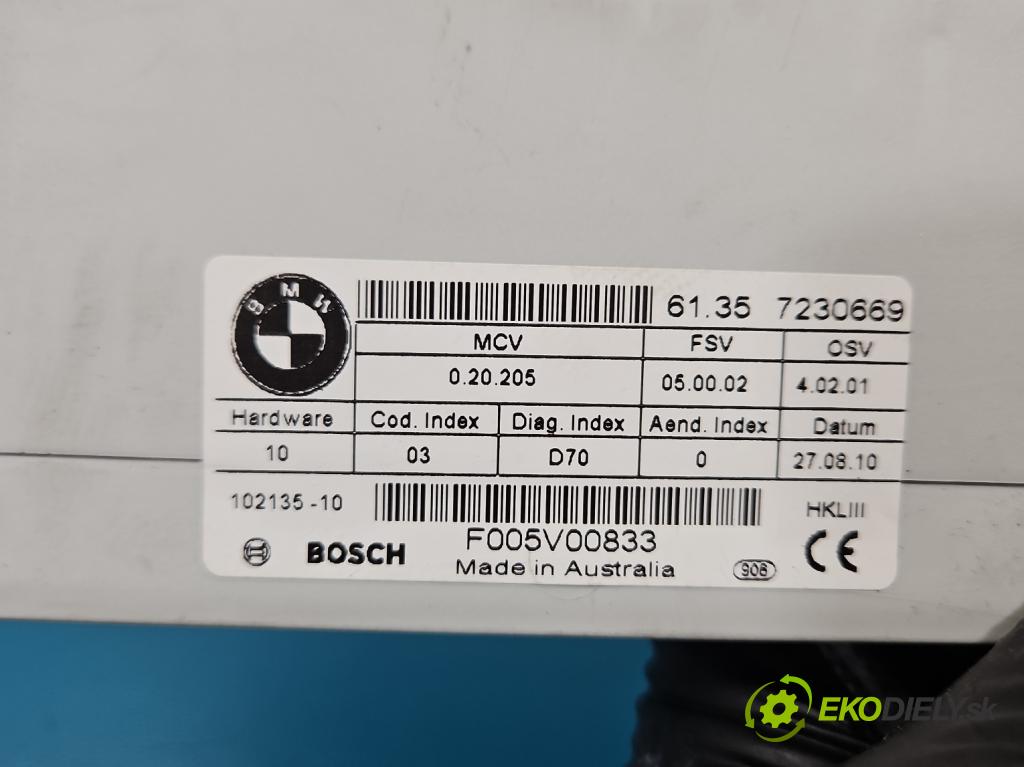 BMW
61.35 7230669
MCV FSV OSV
0.20.205 05.00.02 4.02.01
Hardware Cod. Index Diag. Index Aend. Index Datum
10 03 D70 0 27.08.10
102135-10 HKLIII
F005V00833
BOSCH Made in Australia 908 CE
EKODIELY.sk